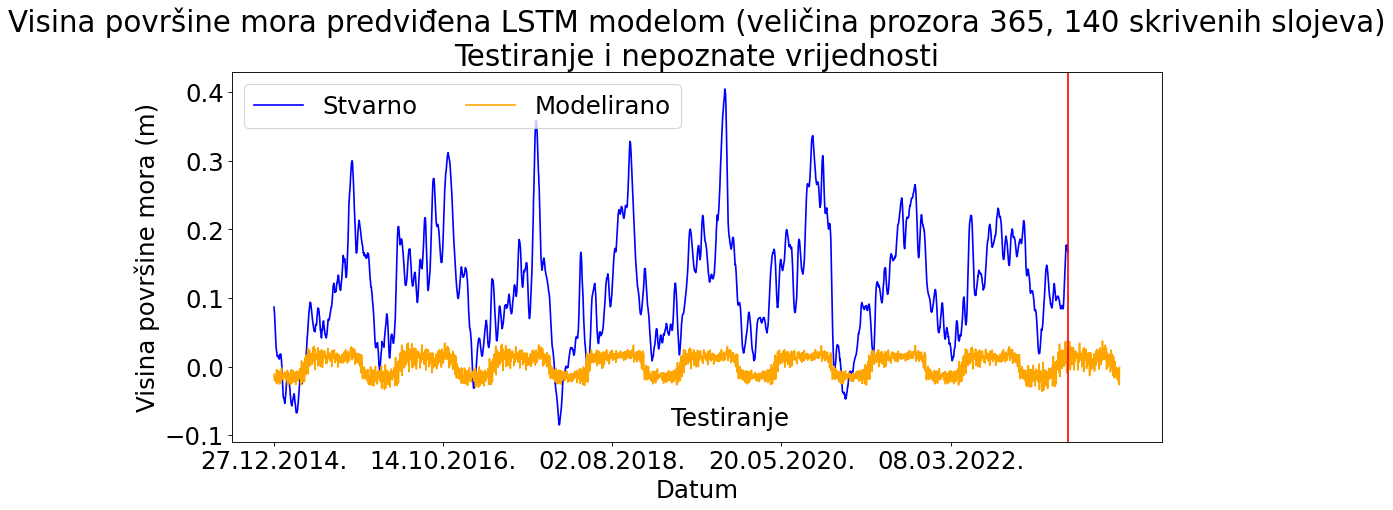 Visina površine mora predviđena LSTM modelom (veličina prozora 365, 140 skrivenih slojeva)
Testiranje i nepoznate vrijednosti
Stvarno
Modelirano
Visina površine mora (m)
0.4
0.3
0.2
0.1
0.0
−0.1
Testiranje
27.12.2014.
14.10.2016.
02.08.2018.
20.05.2020.
08.03.2022.
Datum